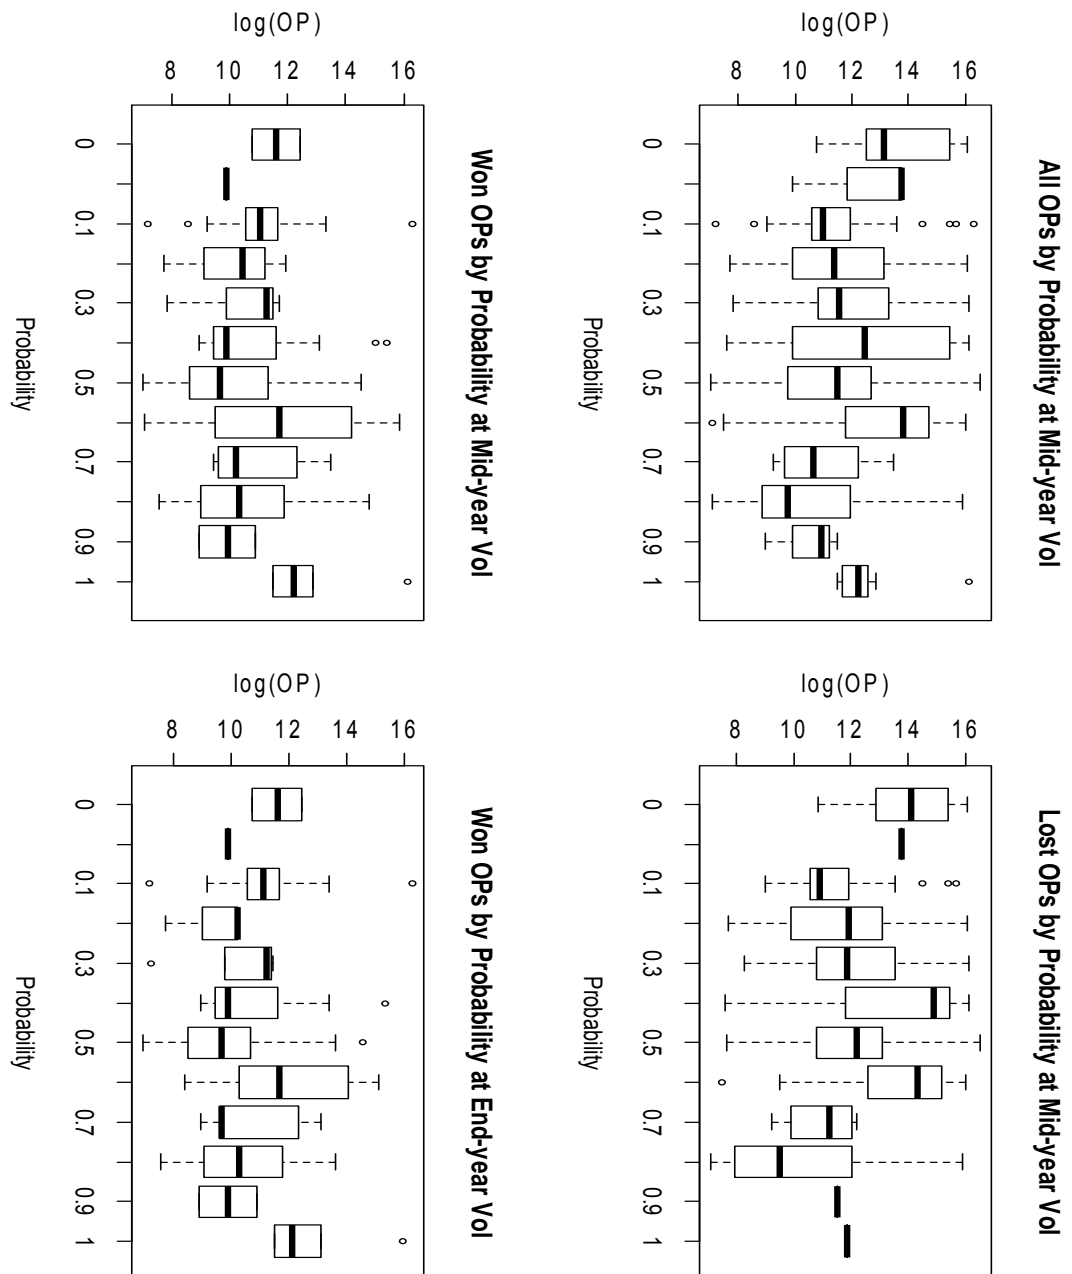 All OPs by Probability at Mid-year Vol
log(OP)
8 10 12 14 16
0 0.1 0.3 0.5 0.7 0.9 1
Probability
Lost OPs by Probability at Mid-year Vol
log(OP)
8 10 12 14 16
0 0.1 0.3 0.5 0.7 0.9 1
Probability
Won OPs by Probability at Mid-year Vol
log(OP)
8 10 12 14 16
0 0.1 0.3 0.5 0.7 0.9 1
Probability
Won OPs by Probability at End-year Vol
log(OP)
8 10 12 14 16
0 0.1 0.3 0.5 0.7 0.9 1
Probability